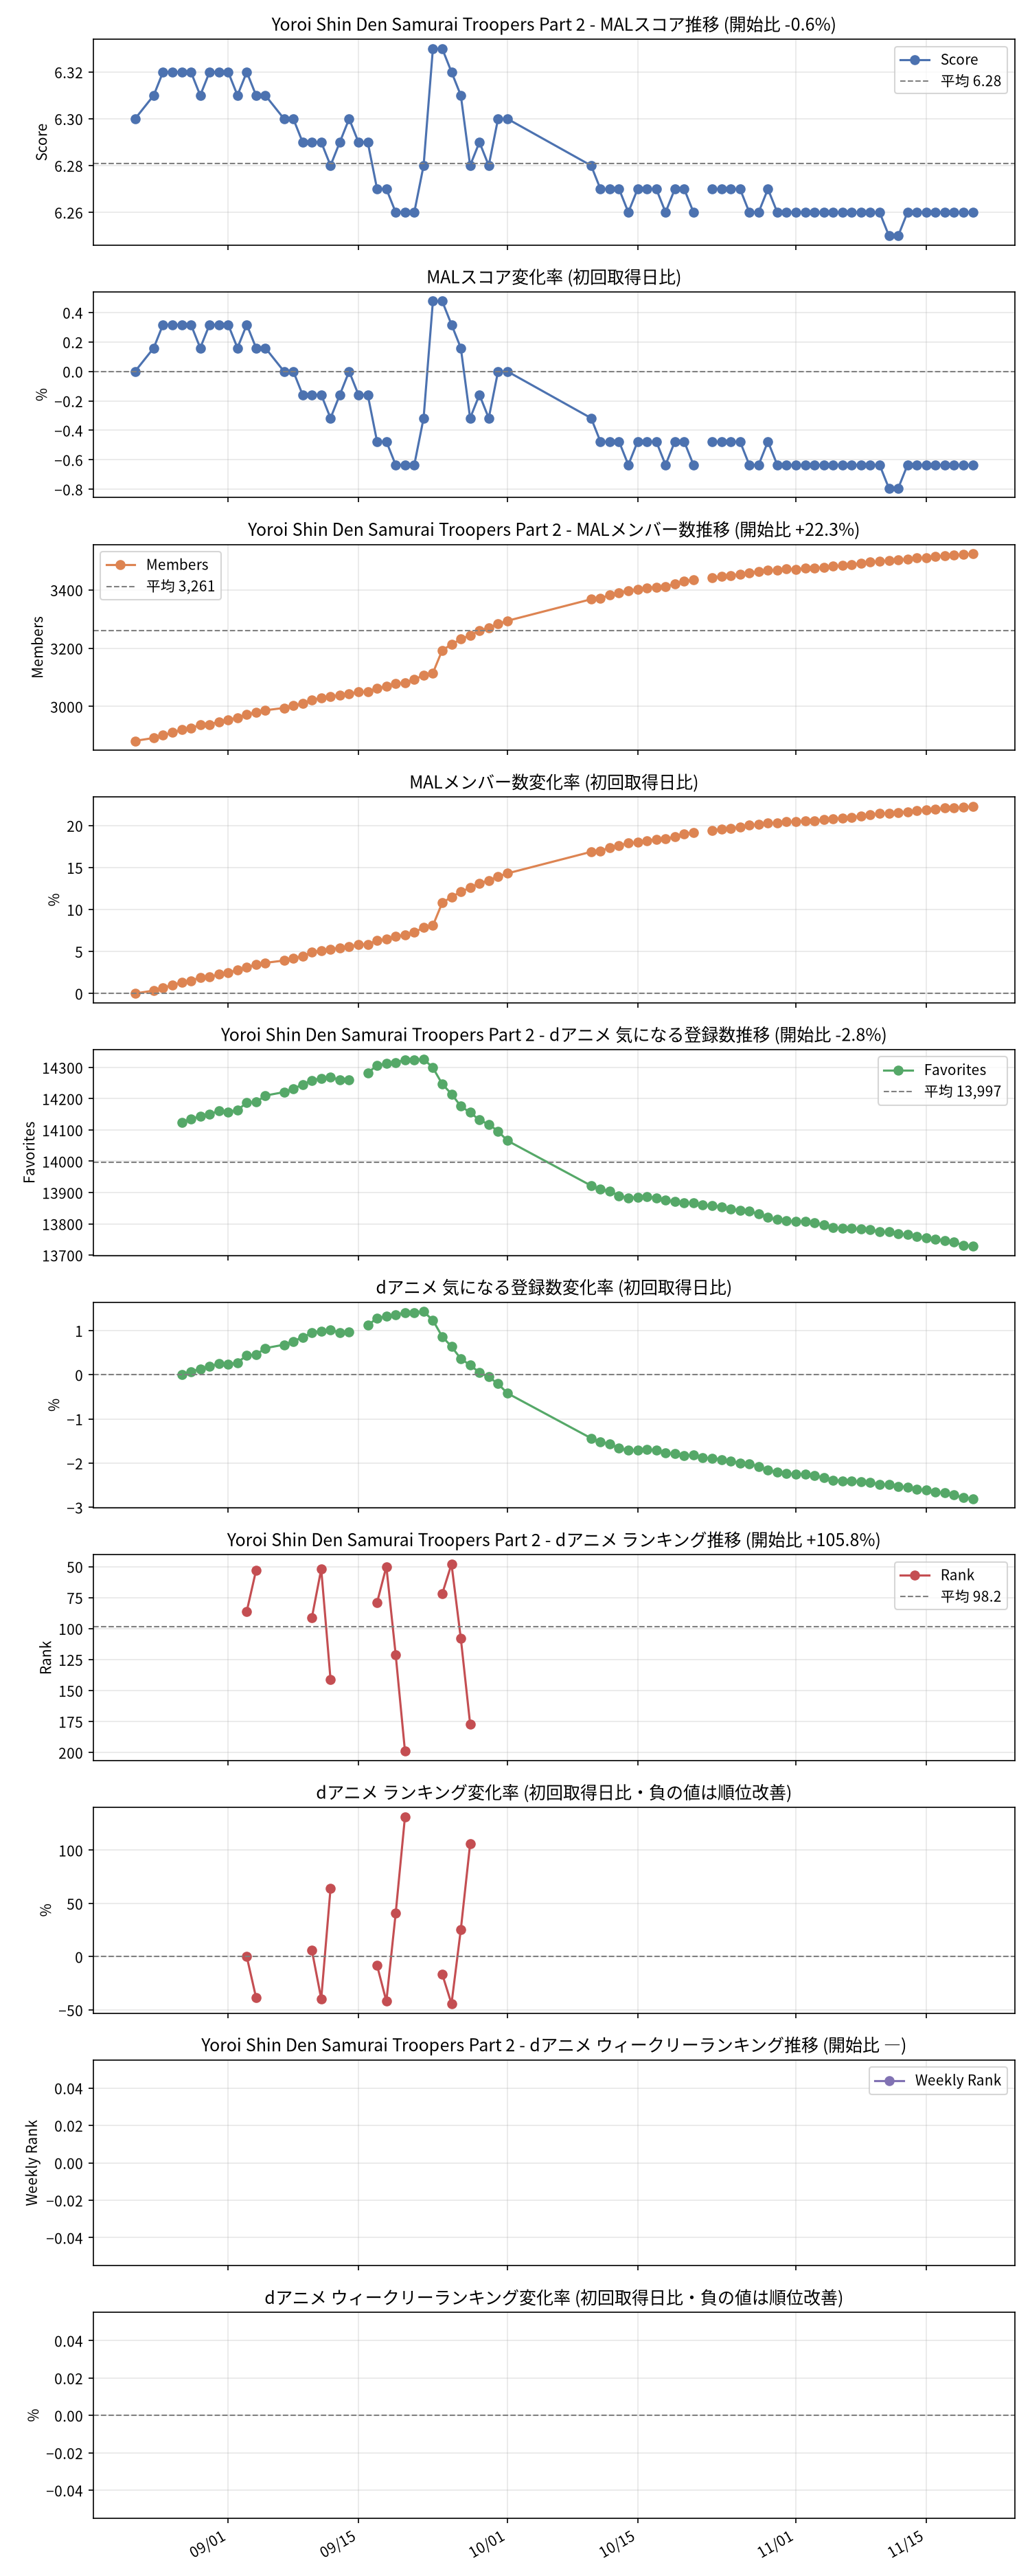 Yoroi Shin Den Samurai Troopers Part 2 - MALスコア推移 (開始比 -0.6%)
Score
平均 6.28
Score
6.32
6.30
6.28
6.26
MALスコア変化率 (初回取得日比)
%
0.4
0.2
0.0
−0.2
−0.4
−0.6
−0.8
Yoroi Shin Den Samurai Troopers Part 2 - MALメンバー数推移 (開始比 +22.3%)
Members
平均 3,261
Members
3400
3200
3000
MALメンバー数変化率 (初回取得日比)
%
20
15
10
5
0
Yoroi Shin Den Samurai Troopers Part 2 - dアニメ 気になる登録数推移 (開始比 -2.8%)
Favorites
平均 13,997
Favorites
14300
14200
14100
14000
13900
13800
13700
dアニメ 気になる登録数変化率 (初回取得日比)
%
1
0
−1
−2
−3
Yoroi Shin Den Samurai Troopers Part 2 - dアニメ ランキング推移 (開始比 +105.8%)
Rank
平均 98.2
Rank
50
75
100
125
150
175
200
dアニメ ランキング変化率 (初回取得日比・負の値は順位改善)
%
100
50
0
−50
Yoroi Shin Den Samurai Troopers Part 2 - dアニメ ウィークリーランキング推移 (開始比 —)
Weekly Rank
Weekly Rank
0.04
0.02
0.00
−0.02
−0.04
dアニメ ウィークリーランキング変化率 (初回取得日比・負の値は順位改善)
%
0.04
0.02
0.00
−0.02
−0.04
09/01
09/15
10/01
10/15
11/01
11/15